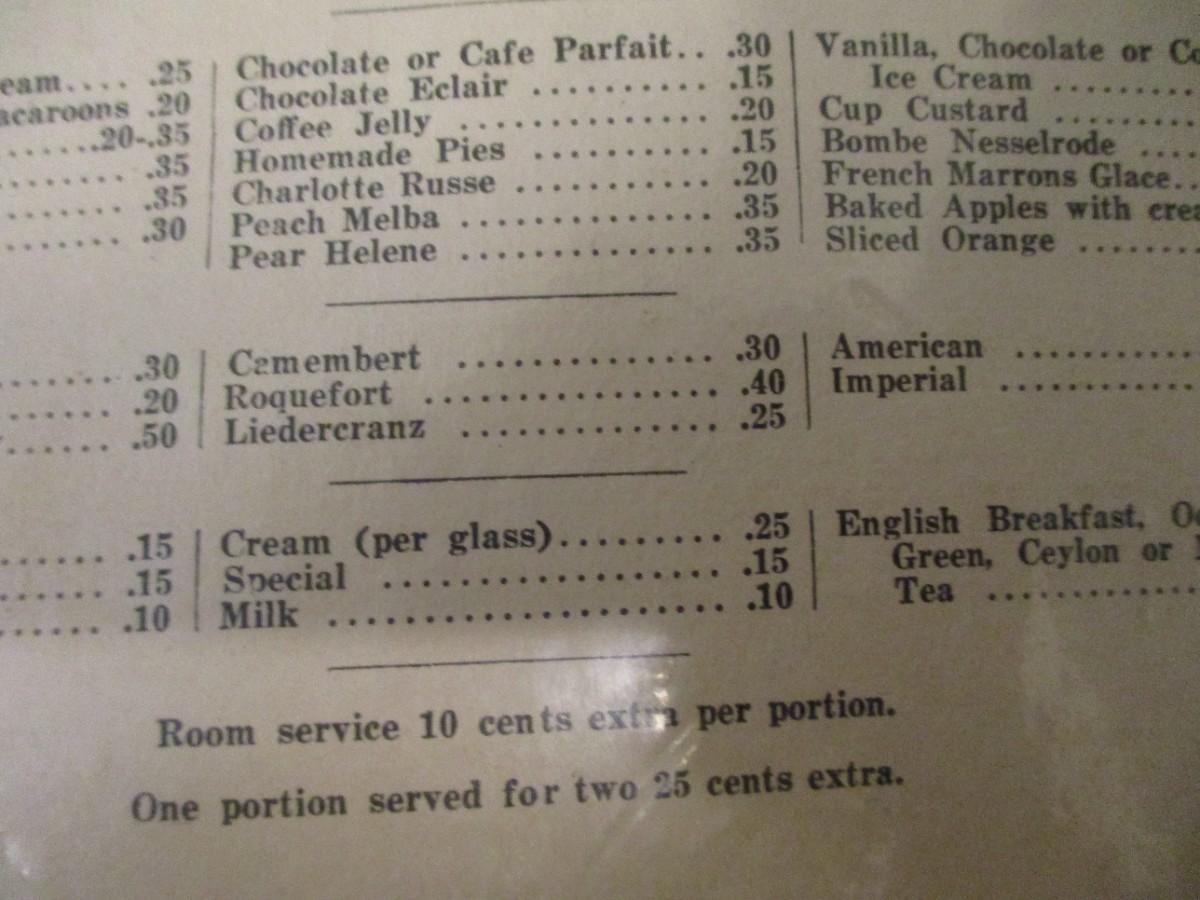 eam.... .25
acaroons .20
.......20-.35
........ .35
....... .35
....... .30
Chocolate or Cafe Parfait.. .30
Chocolate Eclair .......... .15
Coffee Jelly .............. .20
Homemade Pies .......... .15
Charlotte Russe ........... .20
Peach Melba .............. .35
Pear Helene .............. .35
Vanilla, Chocolate or Co
Ice Cream ........
Cup Custard ........
Bombe Nesselrode ....
French Marrons Glace..
Baked Apples with crea
Sliced Orange .......
....... .30
...... .20
...... .50
Camembert .............. .30
Roquefort ................ .40
Liedercranz .............. .25
American ..........
Imperial ...........
...... .15
...... .15
...... .10
Cream (per glass)......... .25
Special .................. .15
Milk ..................... .10
English Breakfast, Oo
Green, Ceylon or
Tea ...........
Room service 10 cents extra per portion.
One portion served for two 25 cents extra.